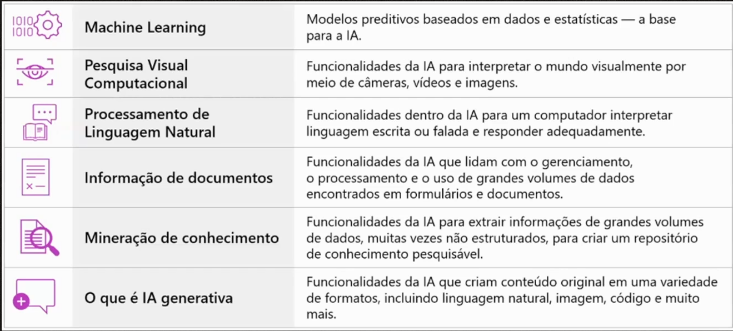 1010
1010
Machine Learning
Modelos preditivos baseados em dados e estatísticas — a base
para a IA.
Pesquisa Visual
Computacional
Funcionalidades da IA para interpretar o mundo visualmente por
meio de câmeras, vídeos e imagens.
Processamento de
Linguagem Natural
Funcionalidades dentro da IA para um computador interpretar
linguagem escrita ou falada e responder adequadamente.
Informação de documentos
Funcionalidades da IA que lidam com o gerenciamento,
o processamento e o uso de grandes volumes de dados
encontrados em formulários e documentos.
Mineração de conhecimento
Funcionalidades da IA para extrair informações de grandes volumes
de dados, muitas vezes não estruturados, para criar um repositório
de conhecimento pesquisável.
O que é IA generativa
Funcionalidades da IA que criam conteúdo original em uma variedade
de formatos, incluindo linguagem natural, imagem, código e muito
mais.